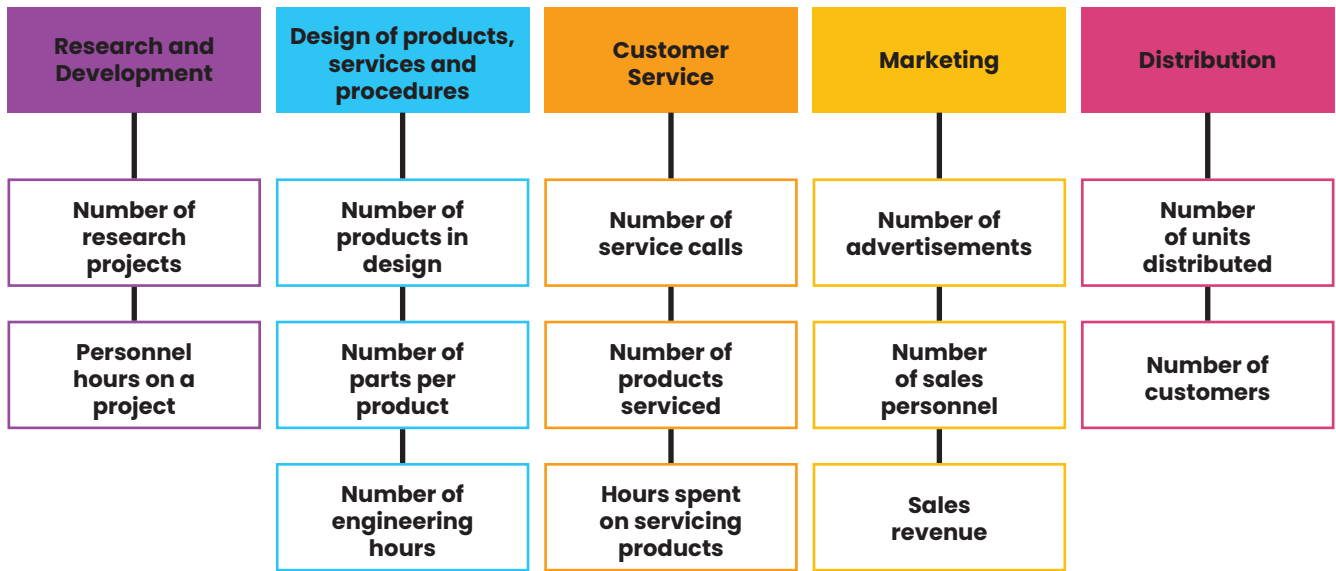 Research and
Development
Design of products,
services and
procedures
Customer
Service
Marketing
Distribution
Number of
research
projects
Number of
products in
design
Number of
service calls
Number of
advertisements
Number
of units
distributed
Personnel
hours on a
project
Number of
parts per
product
Number of
products
serviced
Number
of sales
personnel
Number of
customers
Number of
engineering
hours
Hours spent
on servicing
products
Sales
revenue